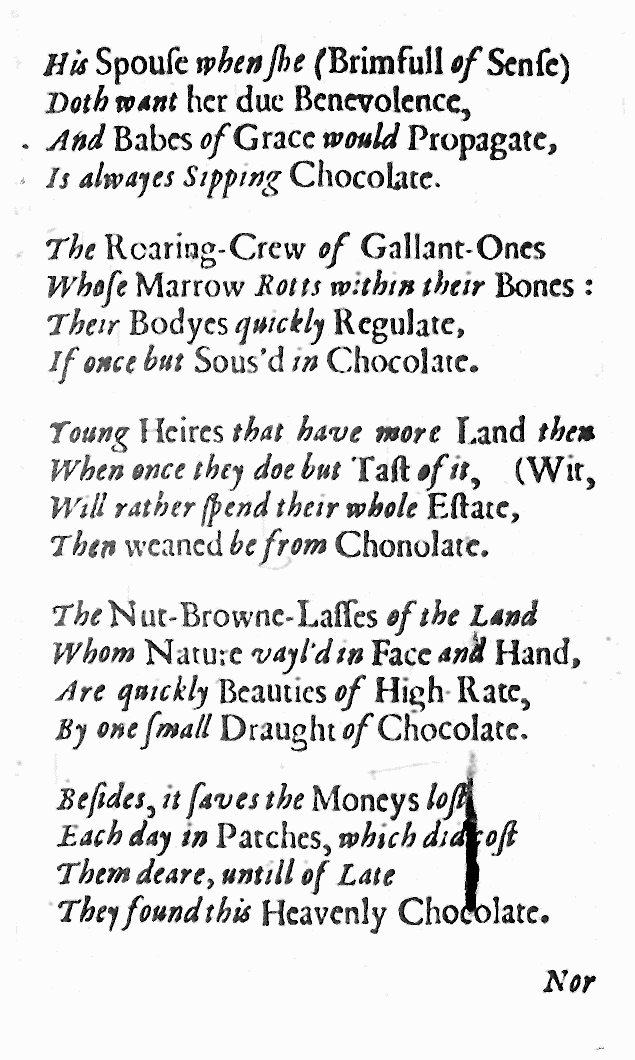 His Spouſe when ſhe (Brimfull of Senſe)
Doth want her due Benevolence,
And Babes of Grace would Propagate,
Is alwayes Sipping Chocolate.
The Roaring-Crew of Gallant-Ones
Whoſe Marrow Rotts within their Bones :
Their Bodyes quickly Regulate,
If once but Sous'd in Chocolate.
Young Heires that have more Land then
When once they doe but Taſt of it, (Wit,
Will rather ſpend their whole Eſtate,
Then weaned be from Chonolate.
The Nut-Browne-Laſſes of the Land
Whom Nature vayl'd in Face and Hand,
Are quickly Beauties of High-Rate,
By one ſmall Draught of Chocolate.
Beſides, it ſaves the Moneys loſt
Each day in Patches, which did coſt
Them deare, untill of Late
They found this Heavenly Chocolate.
Nor